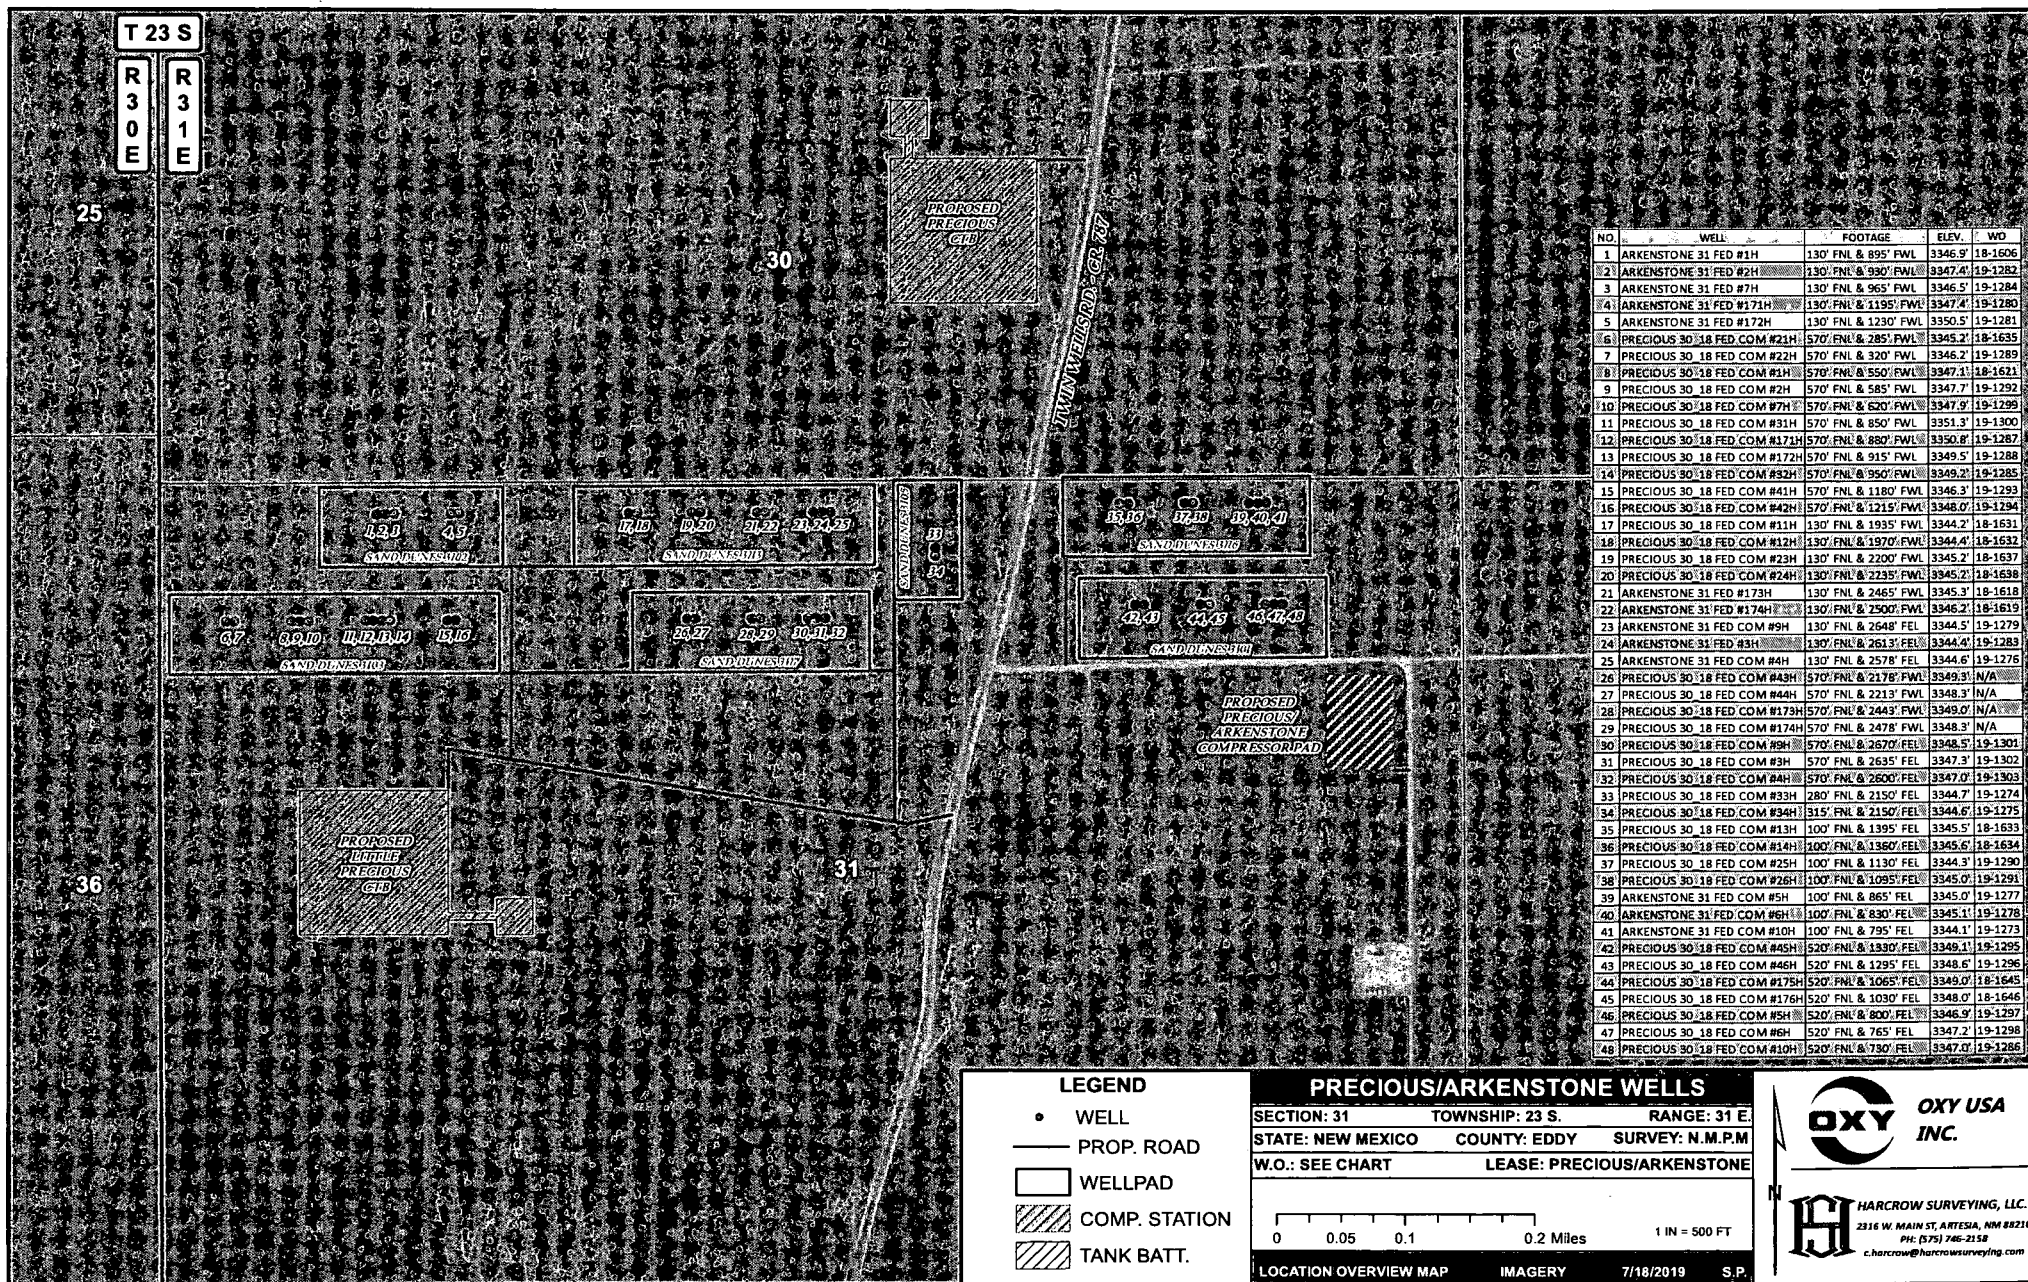 T 23 S
R30E
R31E
25
30
36
31
PROPOSED
PRECIOUS
CTB
TWIN WELLS RD. - CR 787
1, 2, 3
4, 5
17, 18
19, 20
21, 22
23, 24, 25
33
34
35, 36
37, 38
39, 40, 41
6, 7
8, 9, 10
11, 12, 13, 14
15, 16
26, 27
28, 29
30, 31, 32
42, 43
44, 45
46, 47, 48
PROPOSED
PRECIOUS/
ARKENSTONE
COMPRESSOR PAD
PROPOSED
LITTLE
PRECIOUS
CTB
NO. WELL FOOTAGE ELEV. WO
1 ARKENSTONE 31 FED #1H 130' FNL & 895' FWL 3346.9' 18-1606
2 ARKENSTONE 31 FED #2H 130' FNL & 930' FWL 3347.4' 19-1282
3 ARKENSTONE 31 FED #7H 130' FNL & 965' FWL 3346.5' 19-1284
4 ARKENSTONE 31 FED #171H 130' FNL & 1195' FWL 3347.4' 19-1280
5 ARKENSTONE 31 FED #172H 130' FNL & 1230' FWL 3350.5' 19-1281
6 PRECIOUS 30_18 FED COM #21H 570' FNL & 285' FWL 3345.2' 18-1635
7 PRECIOUS 30_18 FED COM #22H 570' FNL & 320' FWL 3346.2' 19-1289
8 PRECIOUS 30_18 FED COM #1H 570' FNL & 550' FWL 3347.1' 18-1621
9 PRECIOUS 30_18 FED COM #2H 570' FNL & 585' FWL 3347.7' 19-1292
10 PRECIOUS 30_18 FED COM #7H 570' FNL & 620' FWL 3347.9' 19-1299
11 PRECIOUS 30_18 FED COM #31H 570' FNL & 850' FWL 3351.3' 19-1300
12 PRECIOUS 30_18 FED COM #171H 570' FNL & 880' FWL 3350.8' 19-1287
13 PRECIOUS 30_18 FED COM #172H 570' FNL & 915' FWL 3349.5' 19-1288
14 PRECIOUS 30_18 FED COM #32H 570' FNL & 950' FWL 3349.2' 19-1285
15 PRECIOUS 30_18 FED COM #41H 570' FNL & 1180' FWL 3346.3' 19-1293
16 PRECIOUS 30_18 FED COM #42H 570' FNL & 1215' FWL 3348.0' 19-1294
17 PRECIOUS 30_18 FED COM #11H 130' FNL & 1935' FWL 3344.2' 18-1631
18 PRECIOUS 30_18 FED COM #12H 130' FNL & 1970' FWL 3344.4' 18-1632
19 PRECIOUS 30_18 FED COM #23H 130' FNL & 2200' FWL 3345.2' 18-1637
20 PRECIOUS 30_18 FED COM #24H 130' FNL & 2235' FWL 3345.2' 18-1638
21 ARKENSTONE 31 FED #173H 130' FNL & 2465' FWL 3345.3' 18-1618
22 ARKENSTONE 31 FED #174H 130' FNL & 2500' FWL 3346.2' 18-1619
23 ARKENSTONE 31 FED COM #9H 130' FNL & 2648' FEL 3344.5' 19-1279
24 ARKENSTONE 31 FED #3H 130' FNL & 2613' FEL 3344.4' 19-1283
25 ARKENSTONE 31 FED COM #4H 130' FNL & 2578' FEL 3344.6' 19-1276
26 PRECIOUS 30_18 FED COM #43H 570' FNL & 2178' FWL 3349.3' N/A
27 PRECIOUS 30_18 FED COM #44H 570' FNL & 2213' FWL 3348.3' N/A
28 PRECIOUS 30_18 FED COM #173H 570' FNL & 2443' FWL 3349.0' N/A
29 PRECIOUS 30_18 FED COM #174H 570' FNL & 2478' FWL 3348.3' N/A
30 PRECIOUS 30_18 FED COM #9H 570' FNL & 2670' FEL 3348.5' 19-1301
31 PRECIOUS 30_18 FED COM #3H 570' FNL & 2635' FEL 3347.3' 19-1302
32 PRECIOUS 30_18 FED COM #4H 570' FNL & 2600' FEL 3347.0' 19-1303
33 PRECIOUS 30_18 FED COM #33H 280' FNL & 2150' FEL 3344.7' 19-1274
34 PRECIOUS 30_18 FED COM #34H 315' FNL & 2150' FEL 3344.6' 19-1275
35 PRECIOUS 30_18 FED COM #13H 100' FNL & 1395' FEL 3345.5' 18-1633
36 PRECIOUS 30_18 FED COM #14H 100' FNL & 1360' FEL 3345.6' 18-1634
37 PRECIOUS 30_18 FED COM #25H 100' FNL & 1130' FEL 3344.3' 19-1290
38 PRECIOUS 30_18 FED COM #26H 100' FNL & 1095' FEL 3345.0' 19-1291
39 ARKENSTONE 31 FED COM #5H 100' FNL & 865' FEL 3345.0' 19-1277
40 ARKENSTONE 31 FED COM #6H 100' FNL & 830' FEL 3345.1' 19-1278
41 ARKENSTONE 31 FED COM #10H 100' FNL & 795' FEL 3344.1' 19-1273
42 PRECIOUS 30_18 FED COM #45H 520' FNL & 1330' FEL 3349.1' 19-1295
43 PRECIOUS 30_18 FED COM #46H 520' FNL & 1295' FEL 3348.6' 19-1296
44 PRECIOUS 30_18 FED COM #175H 520' FNL & 1065' FEL 3349.0' 18-1645
45 PRECIOUS 30_18 FED COM #176H 520' FNL & 1030' FEL 3348.0' 18-1646
46 PRECIOUS 30_18 FED COM #5H 520' FNL & 800' FEL 3346.9' 19-1297
47 PRECIOUS 30_18 FED COM #6H 520' FNL & 765' FEL 3347.2' 19-1298
48 PRECIOUS 30_18 FED COM #10H 520' FNL & 730' FEL 3347.0' 19-1286
SAND DUNES
SAND DUNES
SAND DUNES
SAND DUNES
SAND DUNES
SAND DUNES
SAND DUNES
LEGEND
WELL
PROP. ROAD
WELLPAD
COMP. STATION
TANK BATT.
PRECIOUS/ARKENSTONE WELLS
SECTION: 31 TOWNSHIP: 23 S. RANGE: 31 E.
STATE: NEW MEXICO COUNTY: EDDY SURVEY: N.M.P.M
W.O.: SEE CHART LEASE: PRECIOUS/ARKENSTONE
0 0.05 0.1 0.2 Miles 1 IN = 500 FT
LOCATION OVERVIEW MAP IMAGERY 7/18/2019 S.P.
N
OXY
OXY USA
INC.
HARCROW SURVEYING, LLC.
2316 W. MAIN ST, ARTESIA, NM 88210
PH: (575) 746-2158
c.harcrow@harcrowsurveying.com